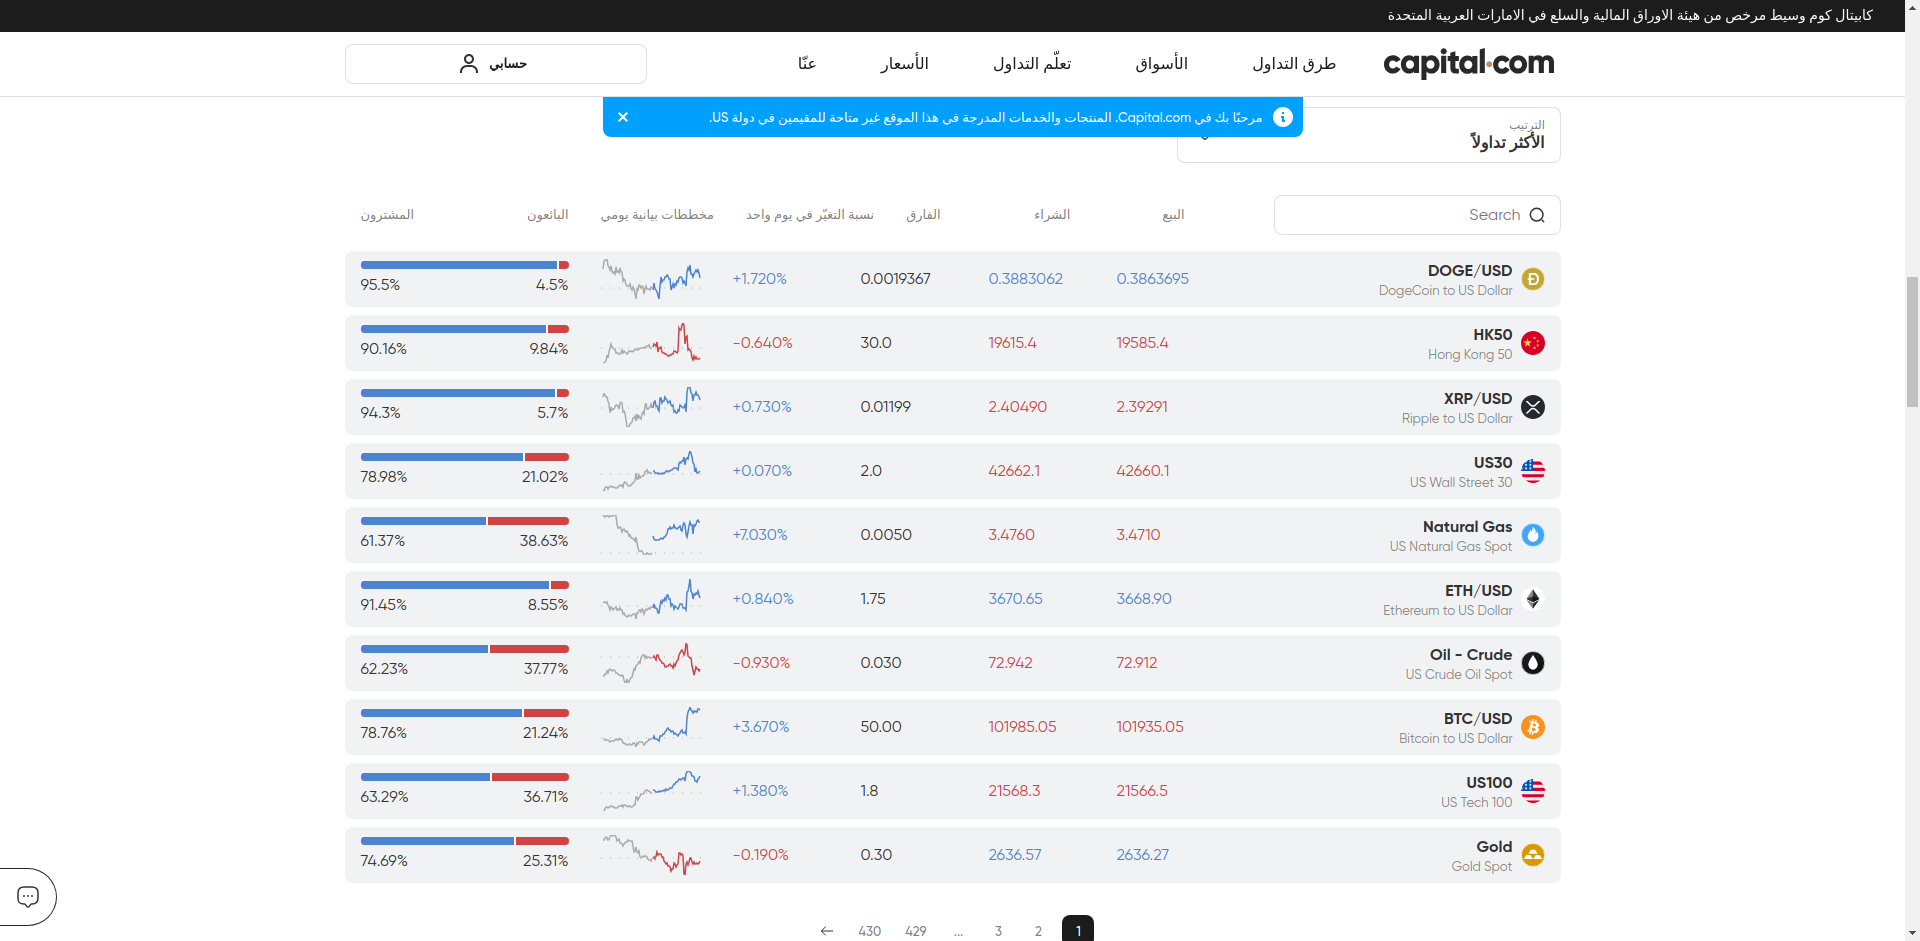 كابيتال كوم وسيط مرخص من هيئة الاوراق المالية والسلع في الامارات العربية المتحدة
capital.com
طرق التداول
الأسواق
تعلّم التداول
الأسعار
عنّا
حسابي
مرحبًا بك في Capital.com. المنتجات والخدمات المدرجة في هذا الموقع غير متاحة للمقيمين في دولة US.
الترتيب
الأكثر تداولاً
Search
البيع
الشراء
الفارق
نسبة التغيّر في يوم واحد
مخططات بيانية يومي
البائعون
المشترون
DOGE/USD
DogeCoin to US Dollar
0.3863695
0.3883062
0.0019367
+1.720%
4.5%
95.5%
HK50
Hong Kong 50
19585.4
19615.4
30.0
-0.640%
9.84%
90.16%
XRP/USD
Ripple to US Dollar
2.39291
2.40490
0.01199
+0.730%
5.7%
94.3%
US30
US Wall Street 30
42660.1
42662.1
2.0
+0.070%
21.02%
78.98%
Natural Gas
US Natural Gas Spot
3.4710
3.4760
0.0050
+7.030%
38.63%
61.37%
ETH/USD
Ethereum to US Dollar
3668.90
3670.65
1.75
+0.840%
8.55%
91.45%
Oil - Crude
US Crude Oil Spot
72.912
72.942
0.030
-0.930%
37.77%
62.23%
BTC/USD
Bitcoin to US Dollar
101935.05
101985.05
50.00
+3.670%
21.24%
78.76%
US100
US Tech 100
21566.5
21568.3
1.8
+1.380%
36.71%
63.29%
Gold
Gold Spot
2636.27
2636.57
0.30
-0.190%
25.31%
74.69%
1
2
3
...
429
430